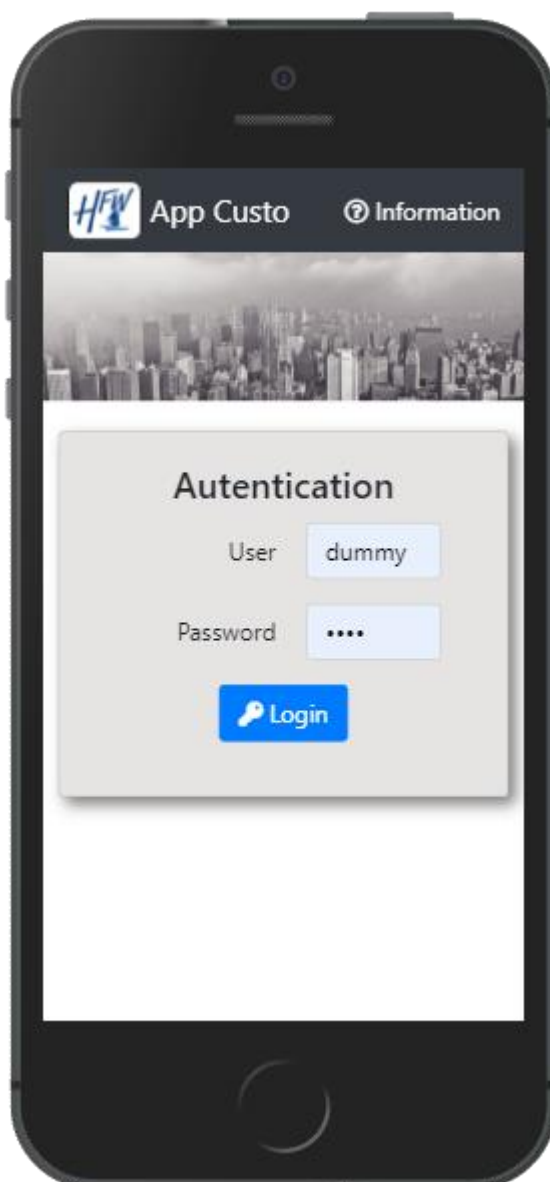 HFW App Custo Information
Autentication
User dummy
Password ••••
Login